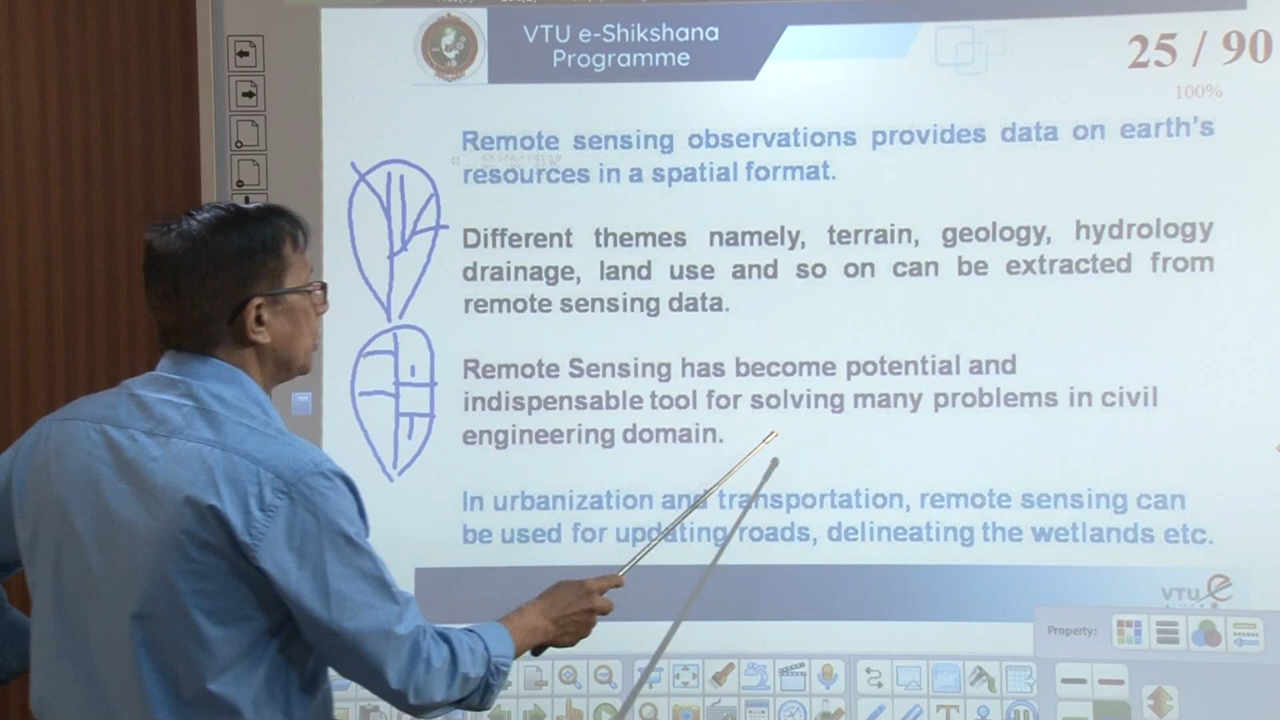 VTU e-Shikshana
Programme
25 / 90
100%
Remote sensing observations provides data on earth's
resources in a spatial format.
Different themes namely, terrain, geology, hydrology
drainage, land use and so on can be extracted from
remote sensing data.
Remote Sensing has become potential and
indispensable tool for solving many problems in civil
engineering domain.
In urbanization and transportation, remote sensing can
be used for updating roads, delineating the wetlands etc.
VTU e
Property: